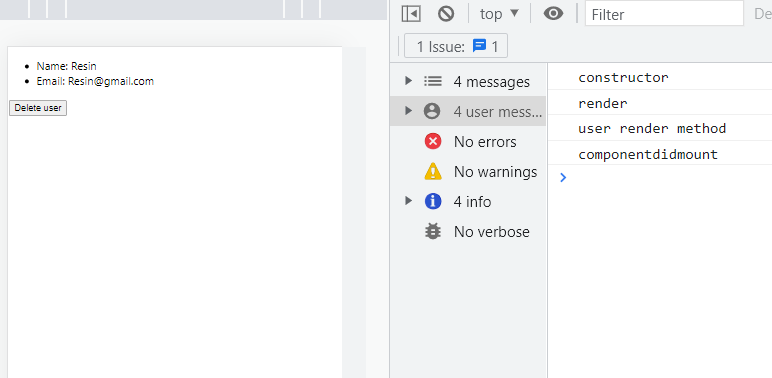 Name: Resin
Email: Resin@gmail.com
Delete user
top
Filter
De
1 Issue: 1
4 messages
4 user mess...
No errors
No warnings
4 info
No verbose
constructor
render
user render method
componentdidmount